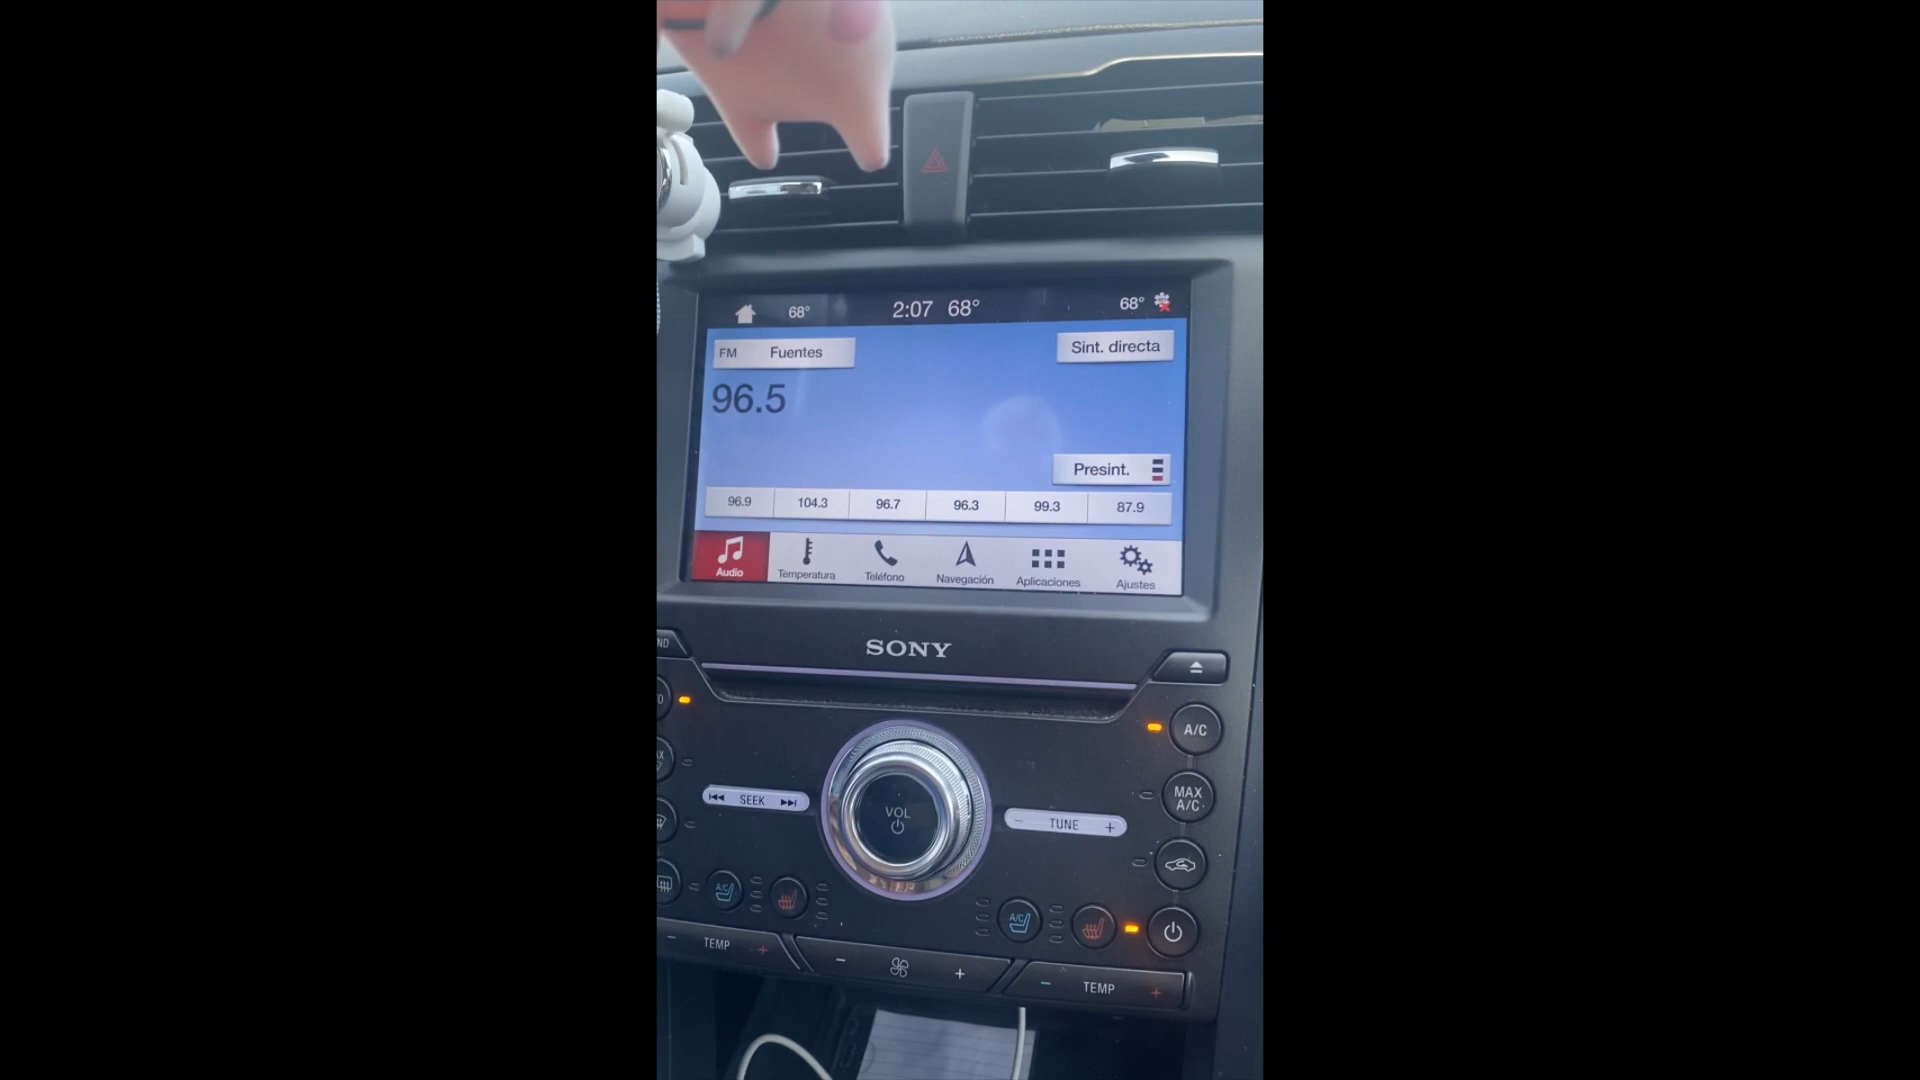 68° 2:07 68° 68°
FM Fuentes Sint. directa
96.5
Presint.
96.9 104.3 96.7 96.3 99.3 87.9
Audio Temperatura Teléfono Navegación Aplicaciones Ajustes
SONY
A/C
MAX
A/C
SEEK VOL TUNE
A/C A/C
TEMP TEMP